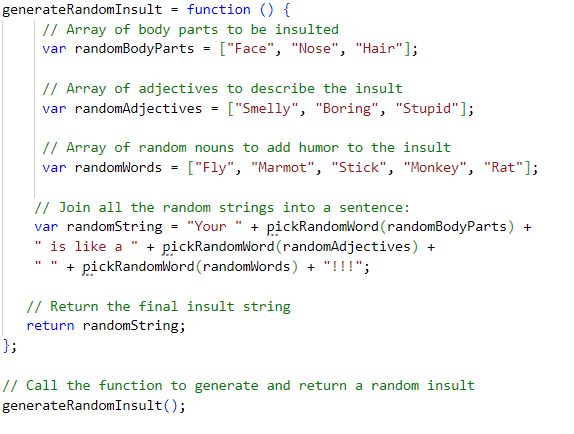 generateRandomInsult = function () {
// Array of body parts to be insulted
var randomBodyParts = ["Face", "Nose", "Hair"];
// Array of adjectives to describe the insult
var randomAdjectives = ["Smelly", "Boring", "Stupid"];
// Array of random nouns to add humor to the insult
var randomWords = ["Fly", "Marmot", "Stick", "Monkey", "Rat"];
// Join all the random strings into a sentence:
var randomString = "Your " + pickRandomWord(randomBodyParts) +
" is like a " + pickRandomWord(randomAdjectives) +
" " + pickRandomWord(randomWords) + "!!!";
// Return the final insult string
return randomString;
};
// Call the function to generate and return a random insult
generateRandomInsult();